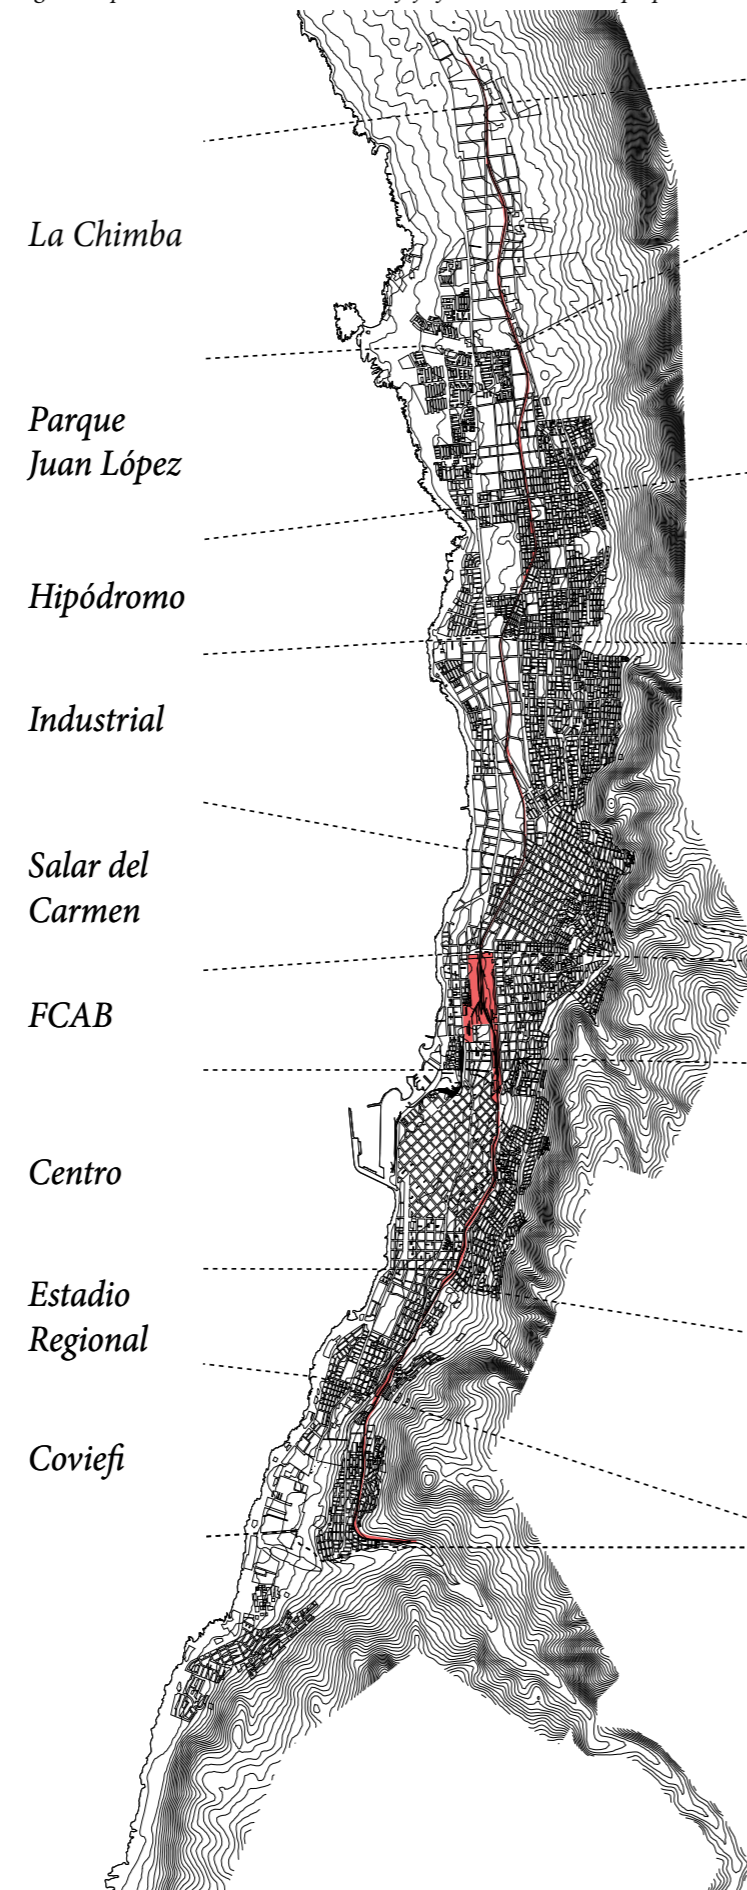 La Chimba
Parque
Juan López
Hipódromo
Industrial
Salar del
Carmen
FCAB
Centro
Estadio
Regional
Coviefi